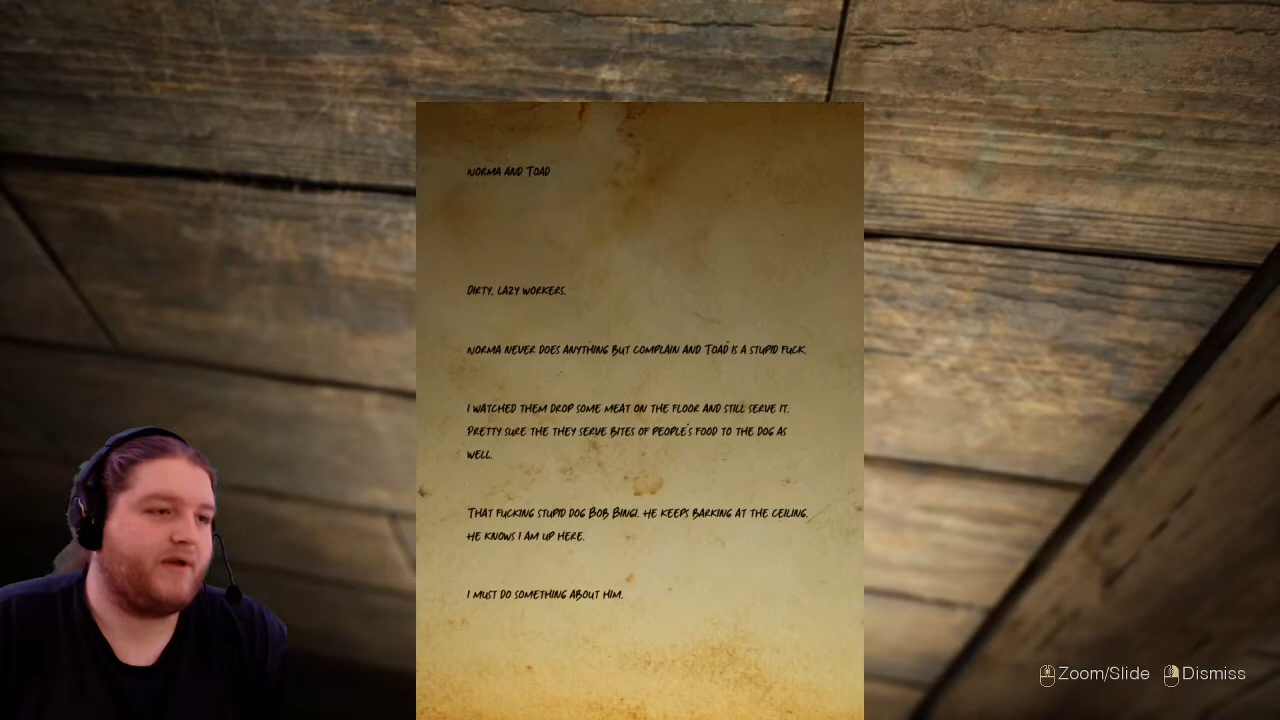 NORMA AND TOAD
DIRTY, LAZY WORKERS.
NORMA NEVER DOES ANYTHING BUT COMPLAIN AND TOAD IS A STUPID FUCK.
I WATCHED THEM DROP SOME MEAT ON THE FLOOR AND STILL SERVE IT.
PRETTY SURE THE THEY SERVE BITES OF PEOPLE'S FOOD TO THE DOG AS
WELL.
THAT FUCKING STUPID DOG BOB BINGI. HE KEEPS BARKING AT THE CEILING.
HE KNOWS I AM UP HERE.
I MUST DO SOMETHING ABOUT HIM.
Zoom/Slide Dismiss